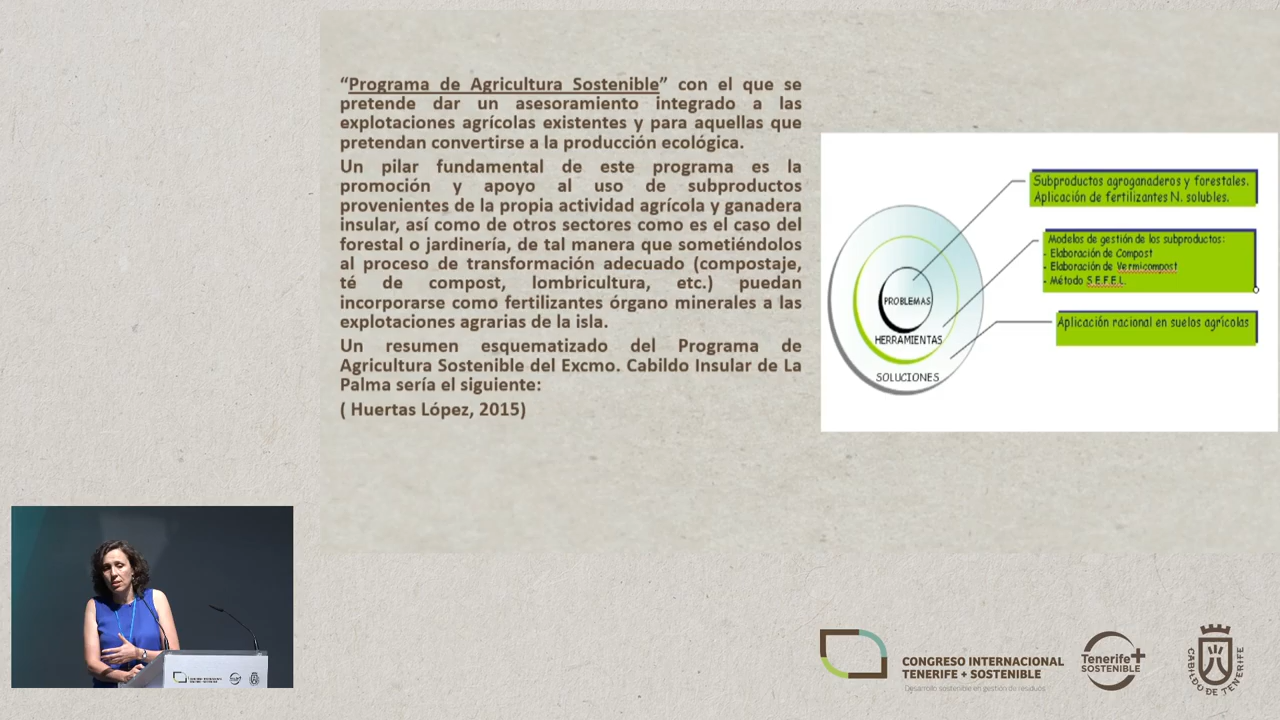 “Programa de Agricultura Sostenible” con el que se
pretende dar un asesoramiento integrado a las
explotaciones agrícolas existentes y para aquellas que
pretendan convertirse a la producción ecológica.
Un pilar fundamental de este programa es la
promoción y apoyo al uso de subproductos
provenientes de la propia actividad agrícola y ganadera
insular, así como de otros sectores como es el caso del
forestal o jardinería, de tal manera que sometiéndolos
al proceso de transformación adecuado (compostaje,
té de compost, lombricultura, etc.) puedan
incorporarse como fertilizantes órgano minerales a las
explotaciones agrarias de la isla.
Un resumen esquematizado del Programa de
Agricultura Sostenible del Excmo. Cabildo Insular de La
Palma sería el siguiente:
( Huertas López, 2015)
Subproductos agroganaderos y forestales.
Aplicación de fertilizantes N. solubles.
Modelos de gestión de los subproductos:
- Elaboración de Compost
- Elaboración de Vermicompost
- Método S.E.F.E.L.
Aplicación racional en suelos agrícolas
PROBLEMAS
HERRAMIENTAS
SOLUCIONES
CONGRESO INTERNACIONAL
TENERIFE + SOSTENIBLE
Desarrollo sostenible en gestión de residuos
Tenerife+
SOSTENIBLE
CABILDO DE TENERIFE